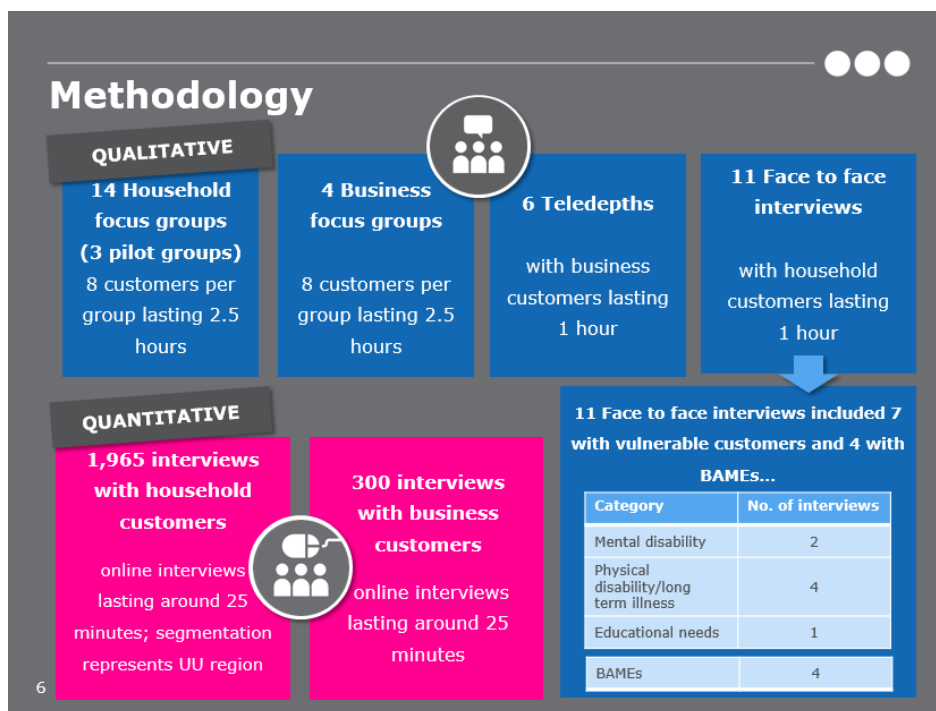 Methodology
QUALITATIVE
14 Household
focus groups
(3 pilot groups)
8 customers per
group lasting 2.5
hours
4 Business
focus groups
8 customers per
group lasting 2.5
hours
6 Teledepths
with business
customers lasting
1 hour
11 Face to face
interviews
with household
customers lasting
1 hour
QUANTITATIVE
1,965 interviews
with household
customers
online interviews
lasting around 25
minutes; segmentation
represents UU region
300 interviews
with business
customers
online interviews
lasting around 25
minutes
11 Face to face interviews included 7
with vulnerable customers and 4 with
BAMEs...
Category No. of interviews
Mental disability 2
Physical
disability/long
term illness 4
Educational needs 1
BAMEs 4
6